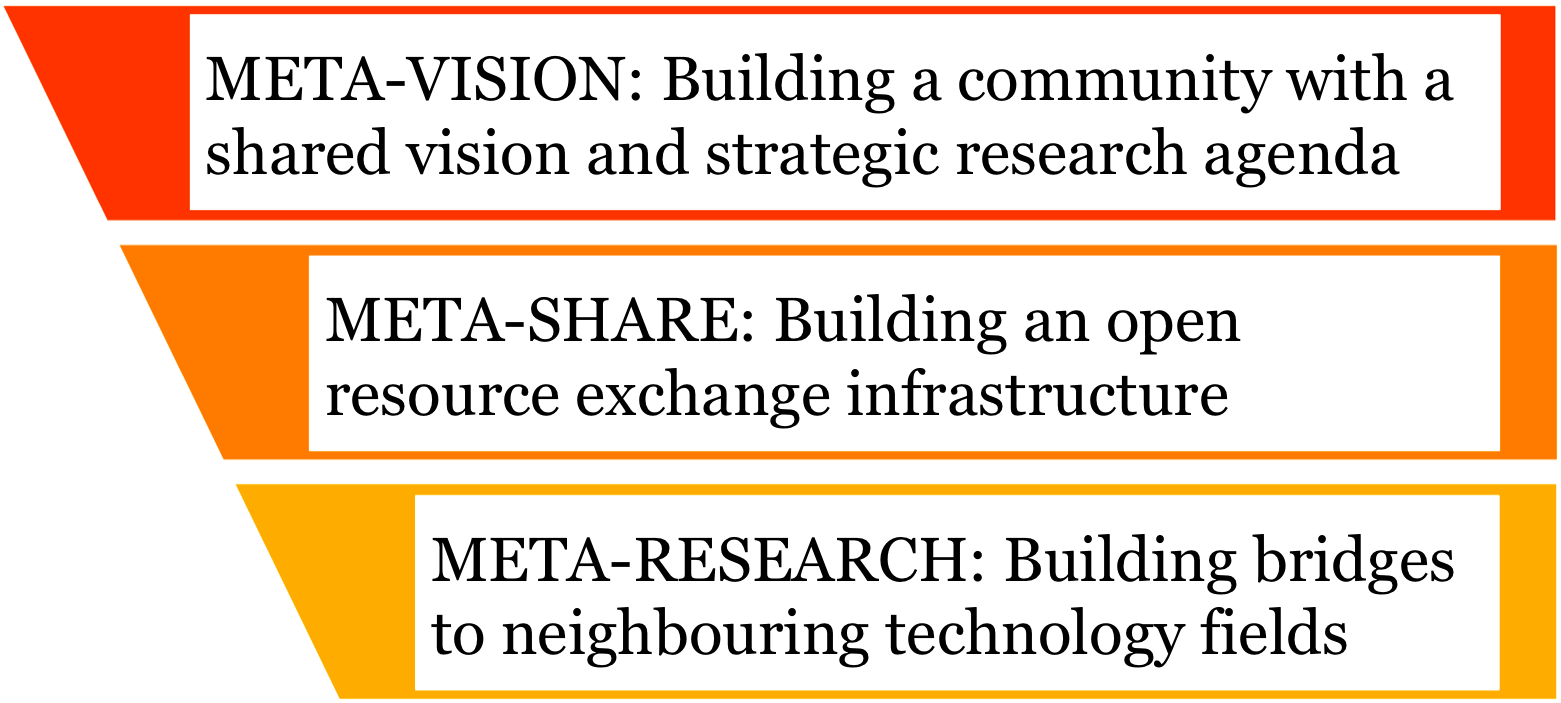 META-VISION: Building a community with a
shared vision and strategic research agenda
META-SHARE: Building an open
resource exchange infrastructure
META-RESEARCH: Building bridges
to neighbouring technology fields